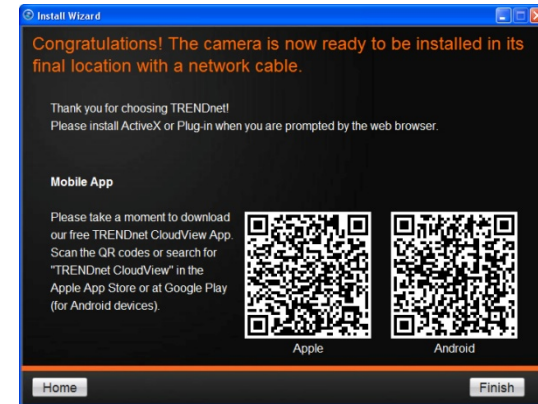 Install Wizard
Congratulations! The camera is now ready to be installed in its
final location with a network cable.
Thank you for choosing TRENDnet!
Please install ActiveX or Plug-in when you are prompted by the web browser.
Mobile App
Please take a moment to download
our free TRENDnet CloudView App.
Scan the QR codes or search for
"TRENDnet CloudView" in the
Apple App Store or at Google Play
(for Android devices).
Apple
Android
Home
Finish